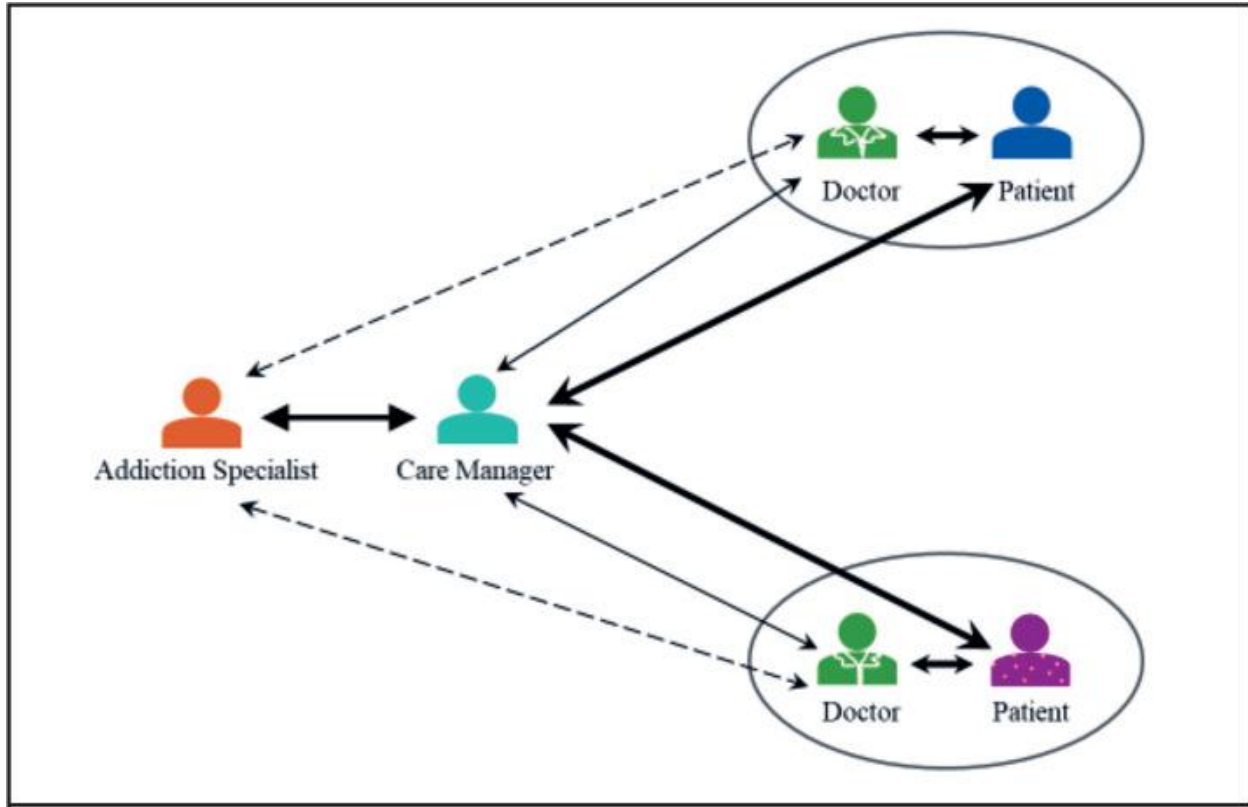 Doctor
Patient
Addiction Specialist
Care Manager
Doctor
Patient